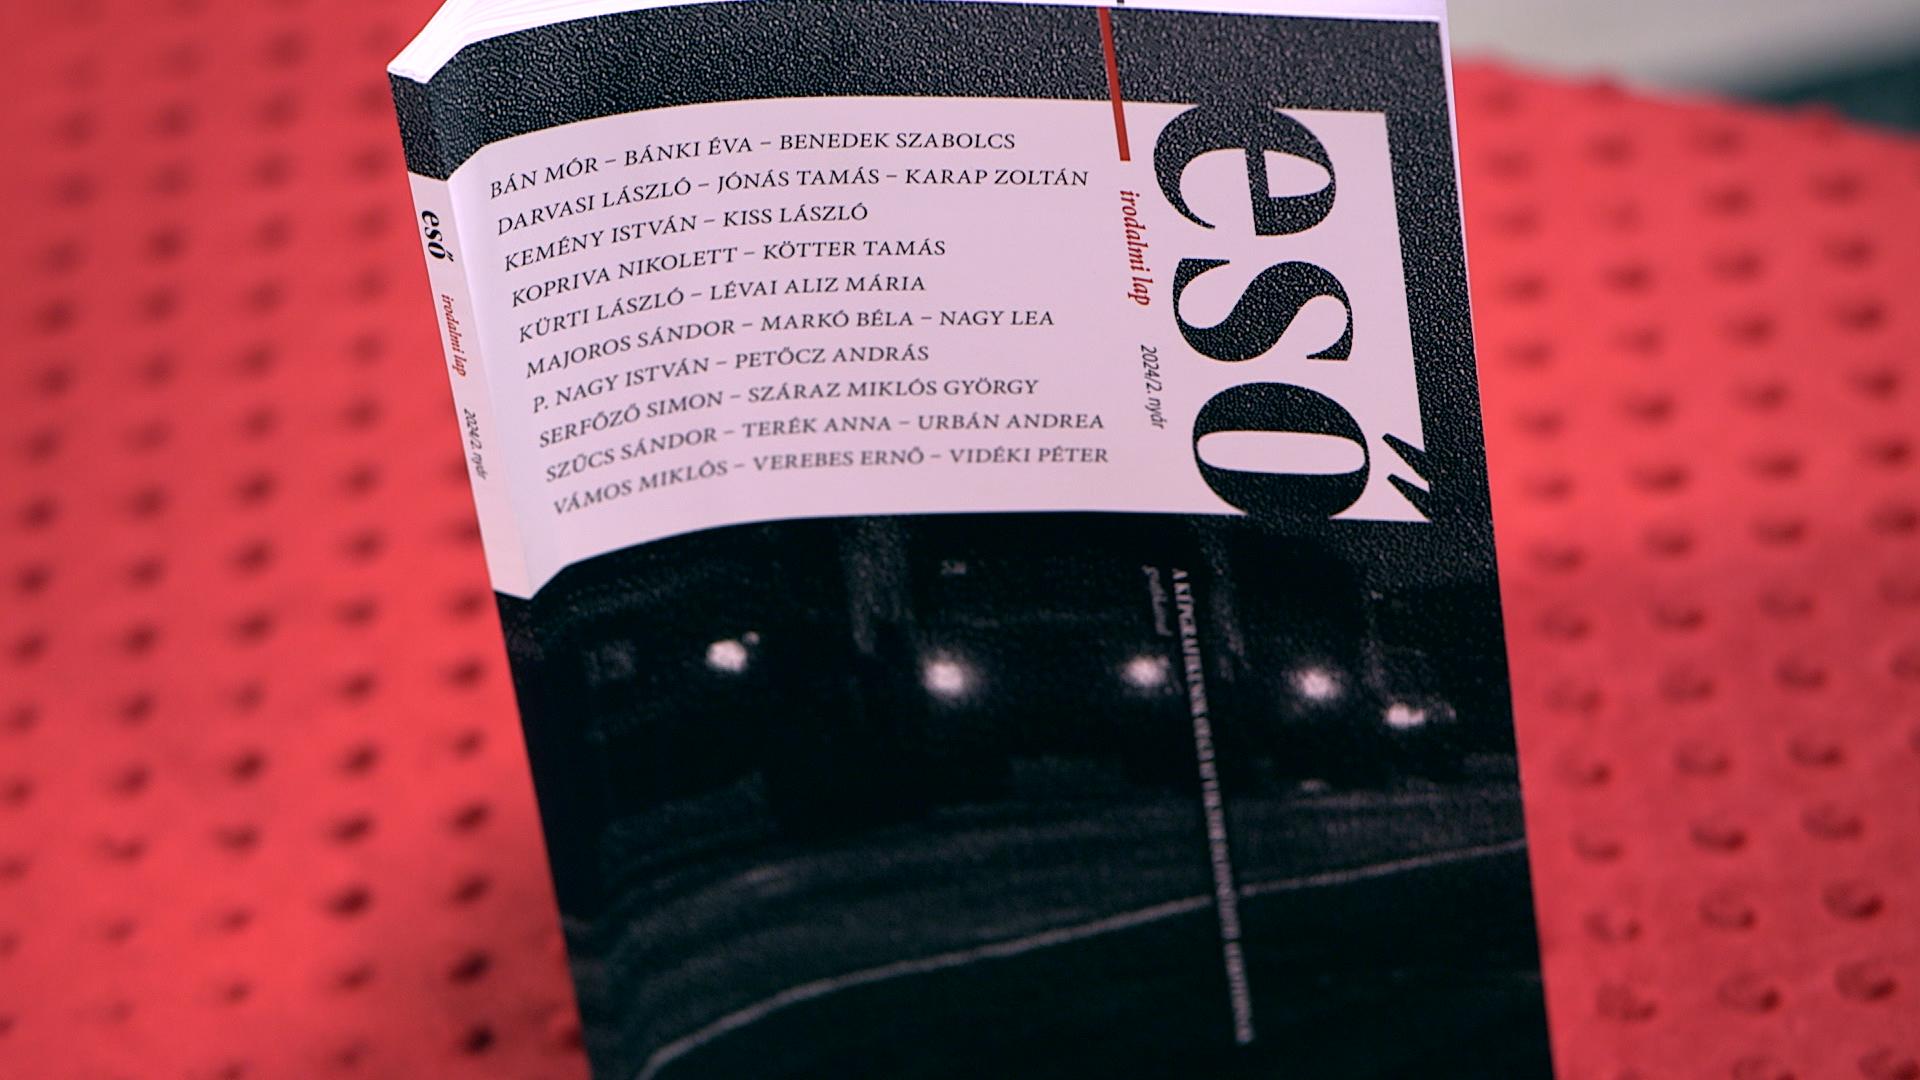 BÁN MÓR – BÁNKI ÉVA – BENEDEK SZABOLCS
DARVASI LÁSZLÓ – JÓNÁS TAMÁS – KARAP ZOLTÁN
KEMÉNY ISTVÁN – KISS LÁSZLÓ
KOPRIVA NIKOLETT – KÖTTER TAMÁS
KÜRTI LÁSZLÓ – LÉVAI ALIZ MÁRIA
MAJOROS SÁNDOR – MARKÓ BÉLA – NAGY LEA
P. NAGY ISTVÁN – PETŐCZ ANDRÁS
SERFŐZŐ SIMON – SZÁRAZ MIKLÓS GYÖRGY
SZŰCS SÁNDOR – TERÉK ANNA – URBÁN ANDREA
VÁMOS MIKLÓS – VEREBES ERNŐ – VIDÉKI PÉTER
eső
irodalmi lap
2024/2. nyár
eső irodalmi lap 2024/2. nyár